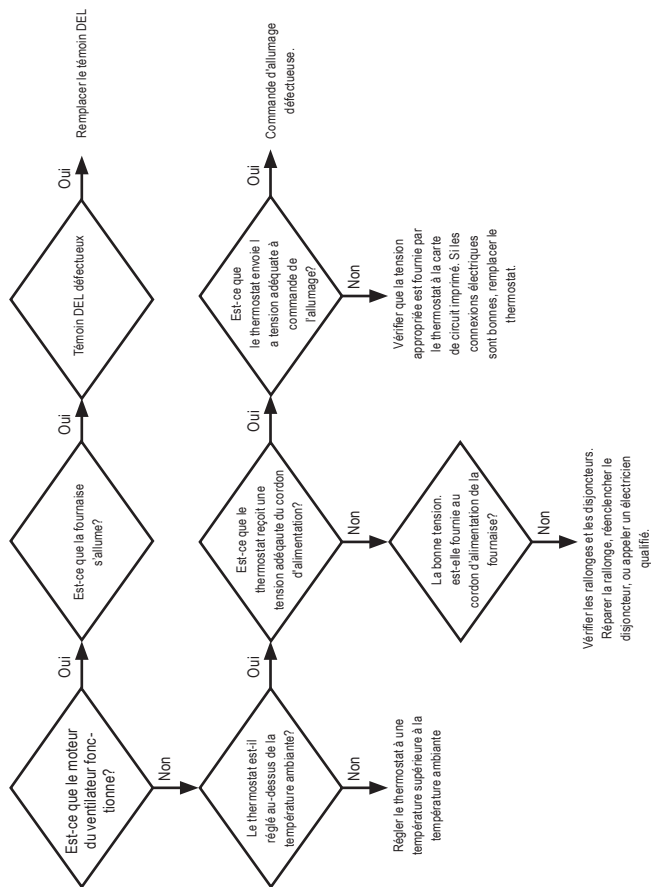 Est-ce que le moteur
du ventilateur fonc-
tionne?
Oui
Non
Est-ce que la fournaise
s'allume?
Oui
Témoin DEL défectueux
Oui
Remplacer le témoin DEL
Le thermostat est-il
réglé au-dessus de la
température ambiante?
Oui
Non
Régler le thermostat à une
température supérieure à la
température ambiante
Est-ce que le
thermostat reçoit une
tension adéqaute du cordon
d'alimentation?
Oui
Non
La bonne tension.
est-elle fournie au
cordon d'alimentation de la
fournaise?
Non
Vérifier les rallonges et les disjoncteurs.
Réparer la rallonge, réenclencher le
disjoncteur, ou appeler un électricien
qualifié.
Est-ce que
le thermostat envoie l
a tension adéquate à
commande de
l'allumage?
Oui
Non
Vérifier que la tension
appropriée est fournie par
le thermostat à la carte
de circuit imprimé. Si les
connexions électriques
sont bonnes, remplacer le
thermostat.
Commande d'allumage
défectueuse.